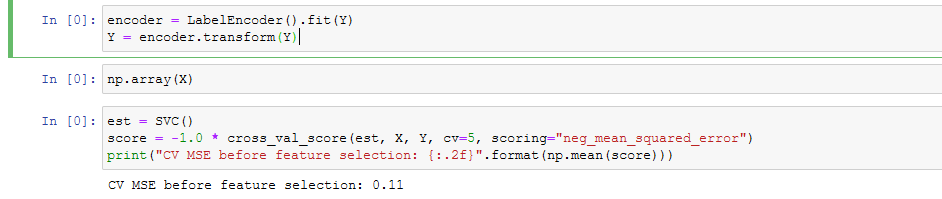 In [0]: encoder = LabelEncoder().fit(Y)
Y = encoder.transform(Y)
In [0]: np.array(X)
In [0]: est = SVC()
score = -1.0 * cross_val_score(est, X, Y, cv=5, scoring="neg_mean_squared_error")
print("CV MSE before feature selection: {:.2f}".format(np.mean(score)))
CV MSE before feature selection: 0.11